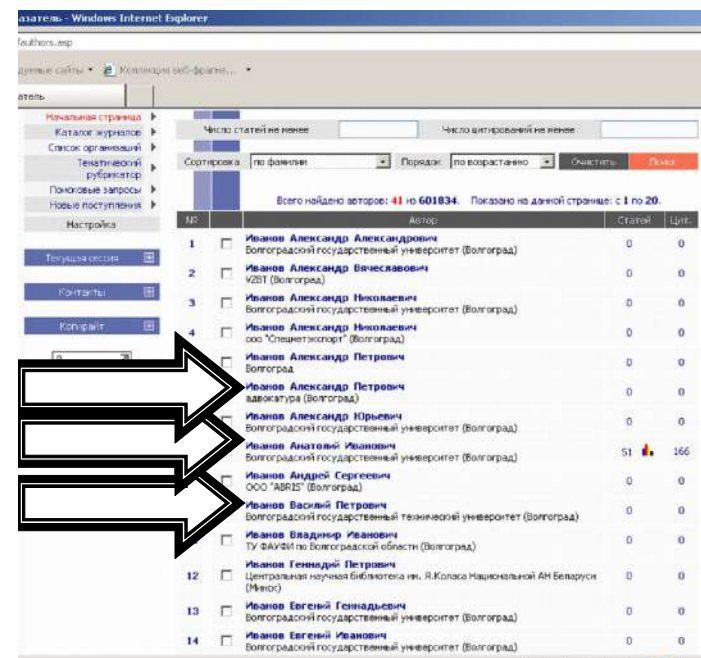 азатель - Windows Internet Explorer
/authors.asp
дуемые сайты
Коллекция веб-фрагме...
атель
Начальная страница
Каталог журналов
Список организаций
Тематический
рубрикатор
Поисковые запросы
Новые поступления
Настройка
Текущая сессия
Контакты
Копирайт
Число статей не менее
Число цитирований не менее
Сортировка по фамилии Порядок по возрастанию Очистить Поиск
Всего найдено авторов: 41 из 601834. Показано на данной странице: с 1 по 20.
№ Автор Статей Цит.
1 Иванов Александр Александрович
Волгоградский государственный университет (Волгоград) 0 0
2 Иванов Александр Вячеславович
VZBT (Волгоград) 0 0
3 Иванов Александр Николаевич
Волгоградский государственный университет (Волгоград) 0 0
4 Иванов Александр Николаевич
ооо "Спецметэкспорт" (Волгоград) 0 0
Иванов Александр Петрович
Волгоград 0 0
Иванов Александр Петрович
адвокатура (Волгоград) 0 0
Иванов Александр Юрьевич
Волгоградский государственный университет (Волгоград) 0 0
Иванов Анатолий Иванович
Волгоградский государственный университет (Волгоград) 51 166
Иванов Андрей Сергеевич
ООО "ABRIS" (Волгоград) 0 0
Иванов Василий Петрович
Волгоградский государственный технический университет (Волгоград) 0 0
Иванов Владимир Иванович
ТУ ФАУФИ по Волгоградской области (Волгоград) 0 0
12 Иванов Геннадий Петрович
Центральная научная библиотека им. Я.Коласа Национальной АН Беларуси
(Минск) 0 0
13 Иванов Евгений Геннадьевич
Волгоградский государственный университет (Волгоград) 0 0
14 Иванов Евгений Иванович
Волгоградский государственный университет (Волгоград) 0 0